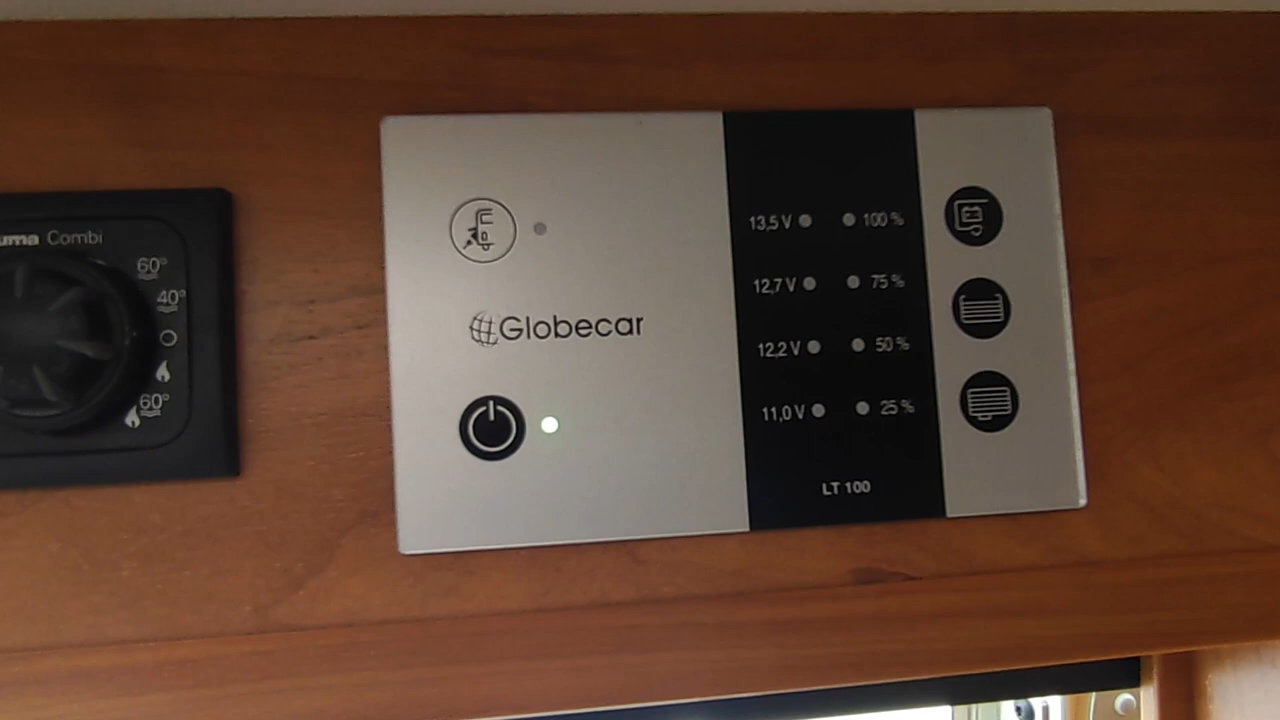 uma Combi
60°
40°
60°
Globecar
13,5 V 100 %
12,7 V 75 %
12,2 V 50 %
11,0 V 25 %
LT 100